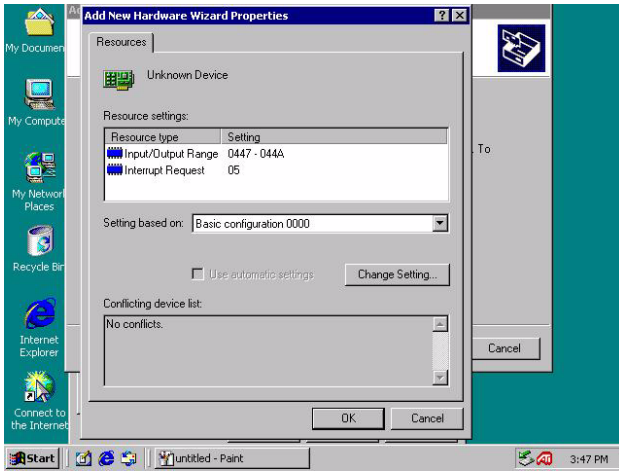 Add New Hardware Wizard Properties
Resources
Unknown Device
Resource settings:
Resource type Setting
Input/Output Range 0447 - 044A
Interrupt Request 05
Setting based on: Basic configuration 0000
Use automatic settings Change Setting...
Conflicting device list:
No conflicts.
OK Cancel
. To
Cancel
My Documen
My Compute
My Networl
Places
Recycle Bin
Internet
Explorer
Connect to
the Internet
Start untitled - Paint 3:47 PM